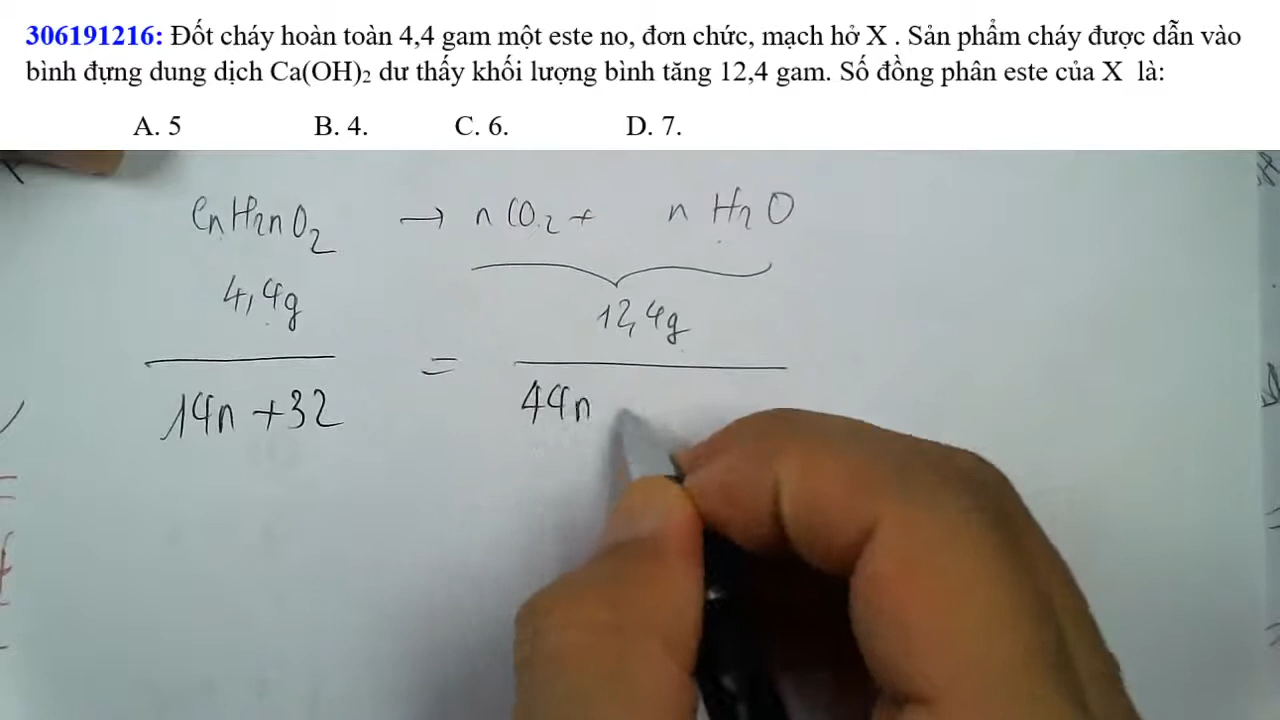 306191216: Đốt cháy hoàn toàn 4,4 gam một este no, đơn chức, mạch hở X . Sản phẩm cháy được dẫn vào
bình đựng dung dịch Ca(OH)₂ dư thấy khối lượng bình tăng 12,4 gam. Số đồng phân este của X là:
A. 5 B. 4. C. 6. D. 7.
CnH2nO2 → nCO2 + n H2O
4,4g 12,4g
14n + 32 = 44n